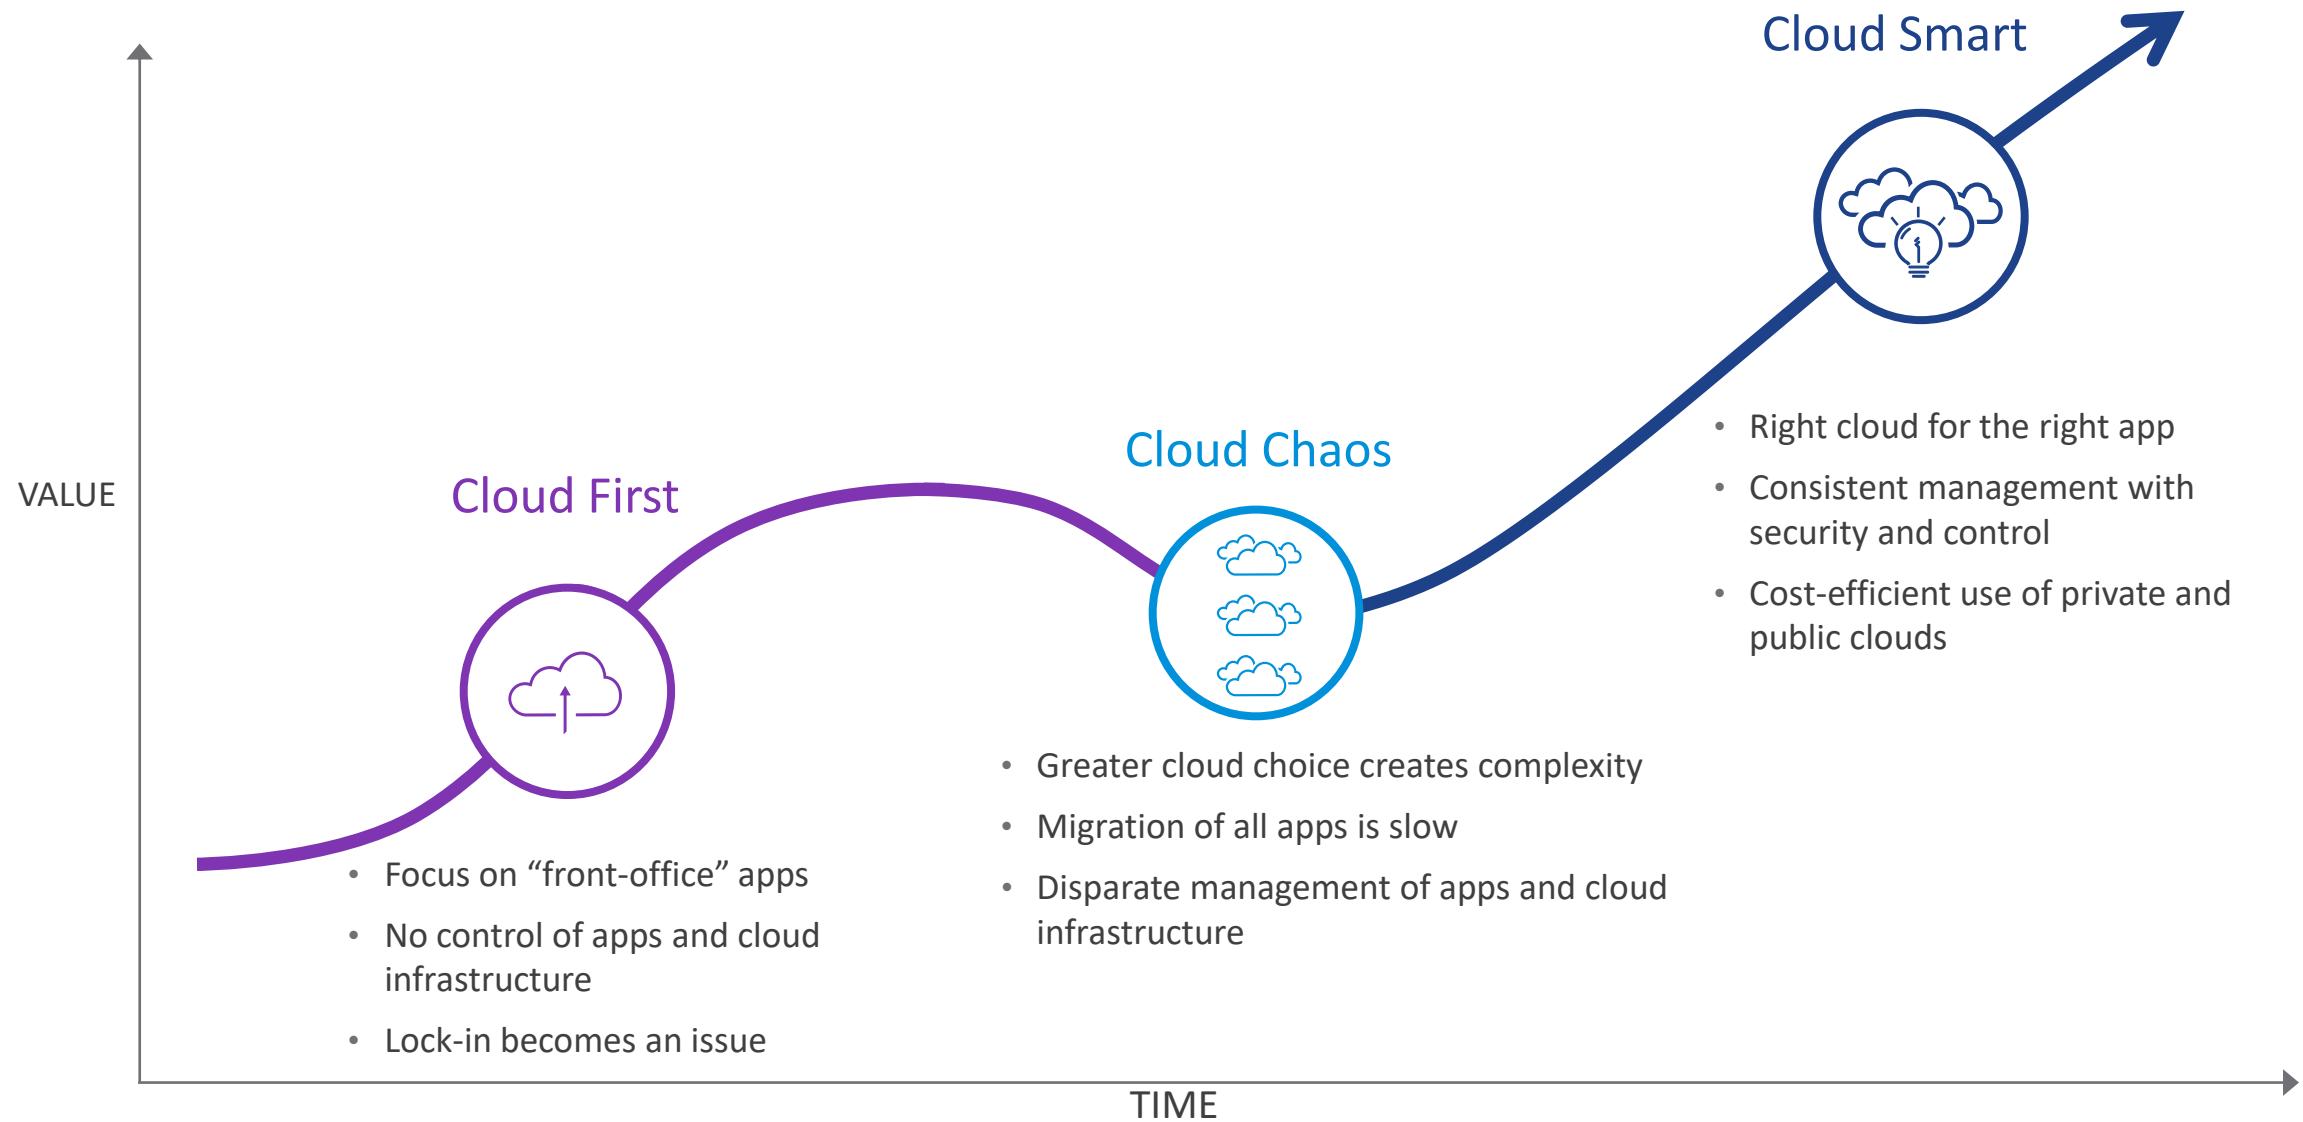 Cloud Smart
• Right cloud for the right app
• Consistent management with
security and control
• Cost-efficient use of private and
public clouds
Cloud Chaos
• Greater cloud choice creates complexity
• Migration of all apps is slow
• Disparate management of apps and cloud
infrastructure
Cloud First
• Focus on “front-office” apps
• No control of apps and cloud
infrastructure
• Lock-in becomes an issue
VALUE
TIME